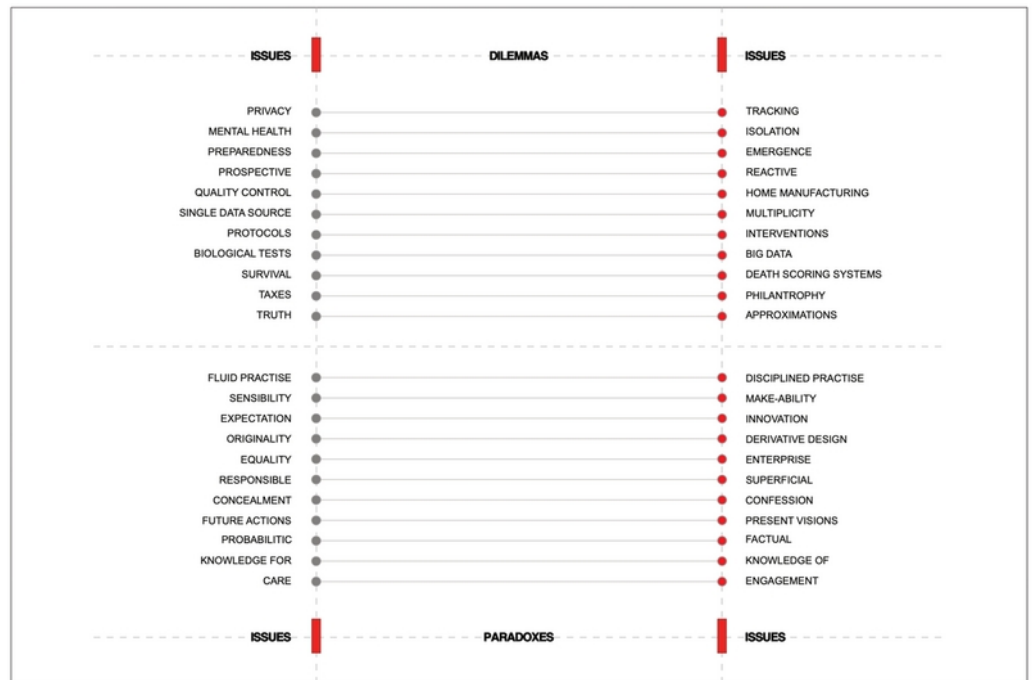 ISSUES DILEMMAS ISSUES
PRIVACY TRACKING
MENTAL HEALTH ISOLATION
PREPAREDNESS EMERGENCE
PROSPECTIVE REACTIVE
QUALITY CONTROL HOME MANUFACTURING
SINGLE DATA SOURCE MULTIPLICITY
PROTOCOLS INTERVENTIONS
BIOLOGICAL TESTS BIG DATA
SURVIVAL DEATH SCORING SYSTEMS
TAXES PHILANTROPHY
TRUTH APPROXIMATIONS
FLUID PRACTISE DISCIPLINED PRACTISE
SENSIBILITY MAKE-ABILITY
EXPECTATION INNOVATION
ORIGINALITY DERIVATIVE DESIGN
EQUALITY ENTERPRISE
RESPONSIBLE SUPERFICIAL
CONCEALMENT CONFESSION
FUTURE ACTIONS PRESENT VISIONS
PROBABILITIC FACTUAL
KNOWLEDGE FOR KNOWLEDGE OF
CARE ENGAGEMENT
ISSUES PARADOXES ISSUES